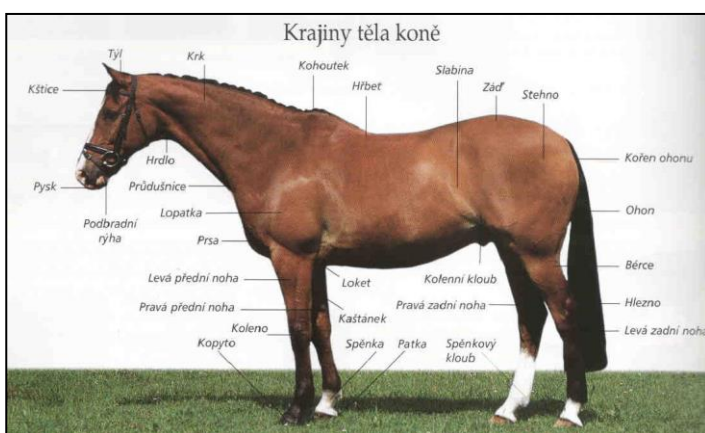 Krajiny těla koně
Týl
Krk
Kohoutek
Hřbet
Slabina
Záď
Stehno
Kštice
Hrdlo
Kořen ohonu
Pysk
Průdušnice
Podbradní
rýha
Lopatka
Ohon
Prsa
Levá přední noha
Loket
Kořenní kloub
Bérce
Pravá přední noha
Kaštánek
Pravá zadní noha
Hlezno
Koleno
Levá zadní noha
Kopyto
Spěnka
Patka
Spěnkový
kloub